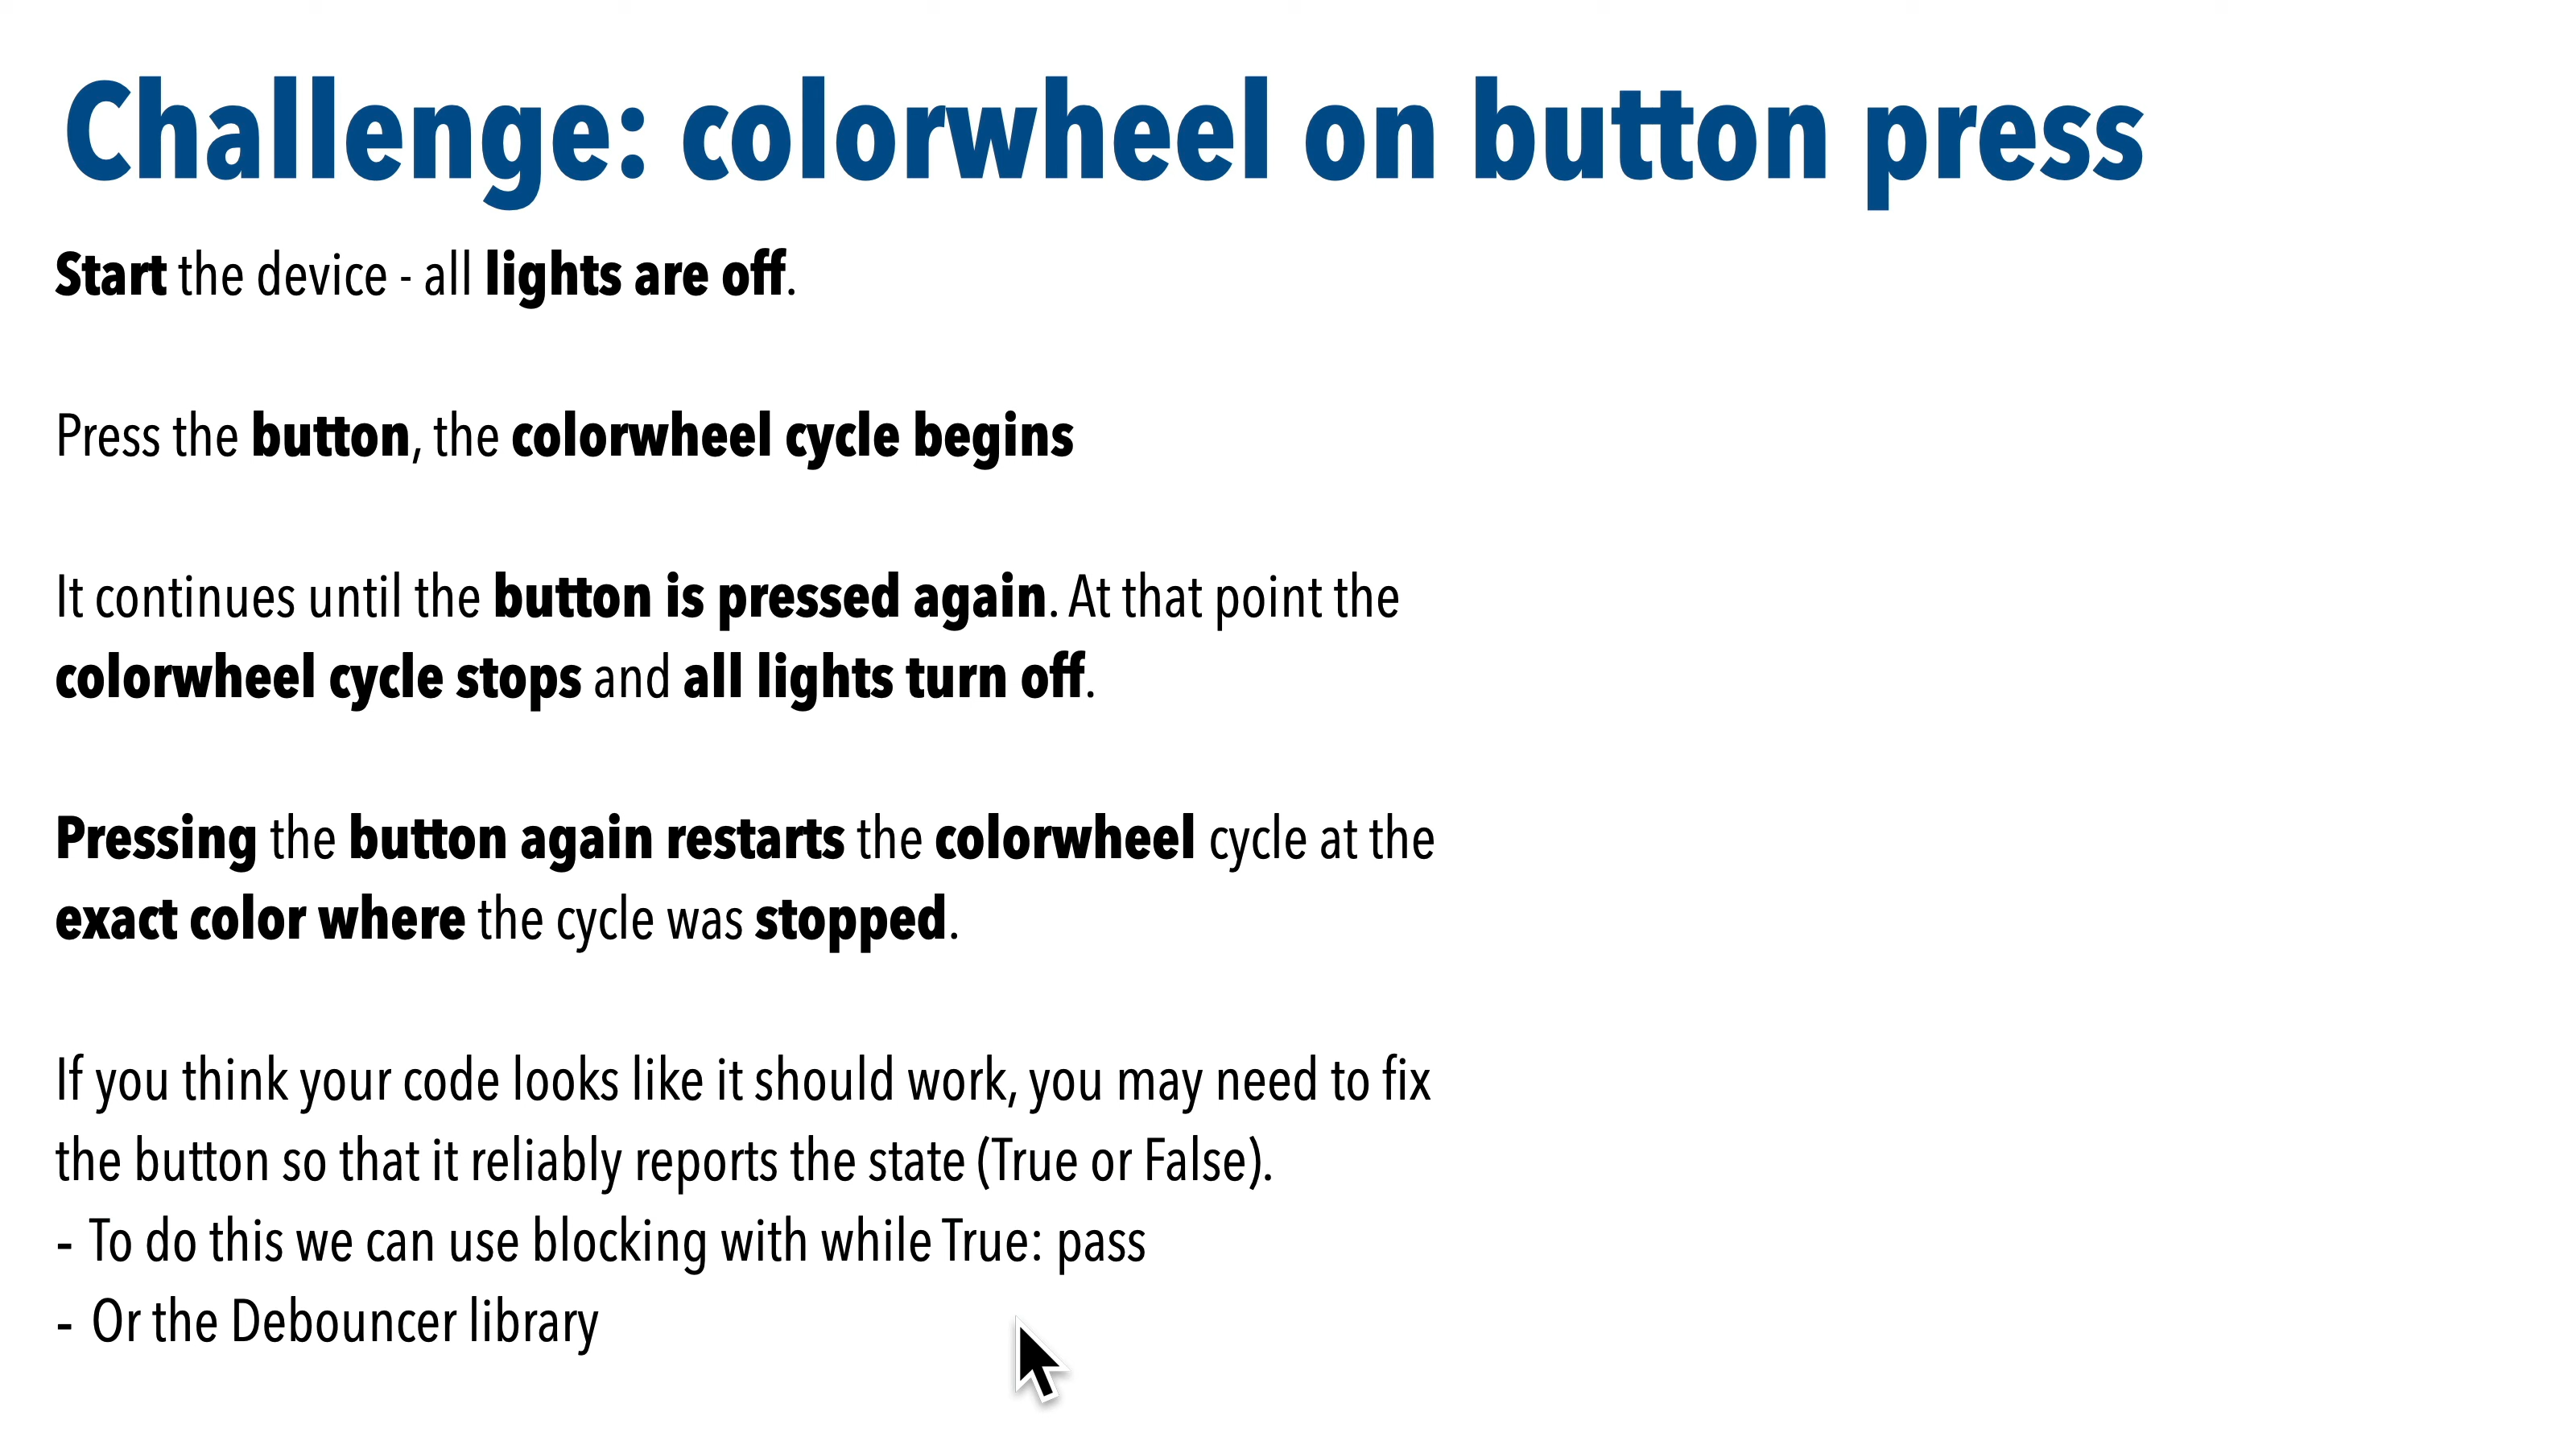 Challenge: colorwheel on button press
Start the device - all lights are off.
Press the button, the colorwheel cycle begins
It continues until the button is pressed again. At that point the
colorwheel cycle stops and all lights turn off.
Pressing the button again restarts the colorwheel cycle at the
exact color where the cycle was stopped.
If you think your code looks like it should work, you may need to fix
the button so that it reliably reports the state (True or False).
- To do this we can use blocking with while True: pass
- Or the Debouncer library